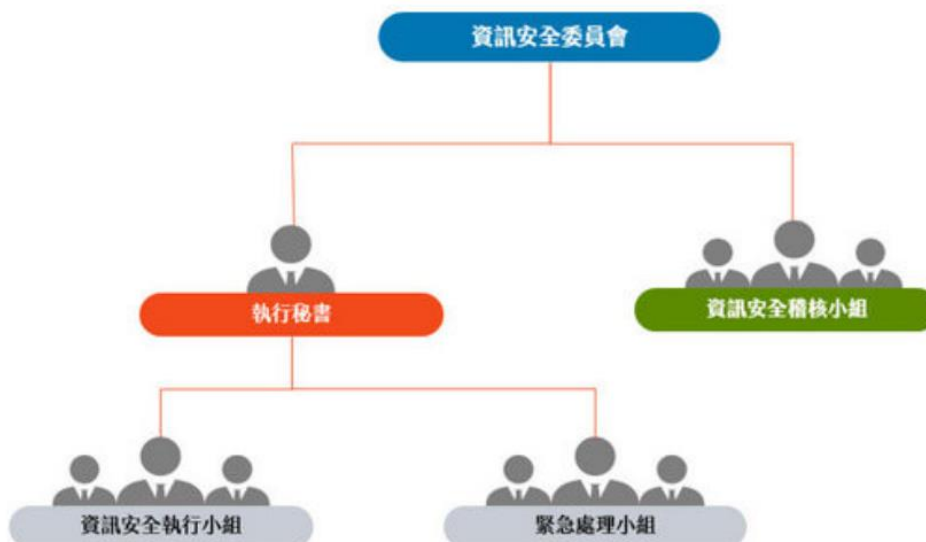 資訊安全委員會
執行秘書
資訊安全稽核小組
資訊安全執行小組
緊急處理小組